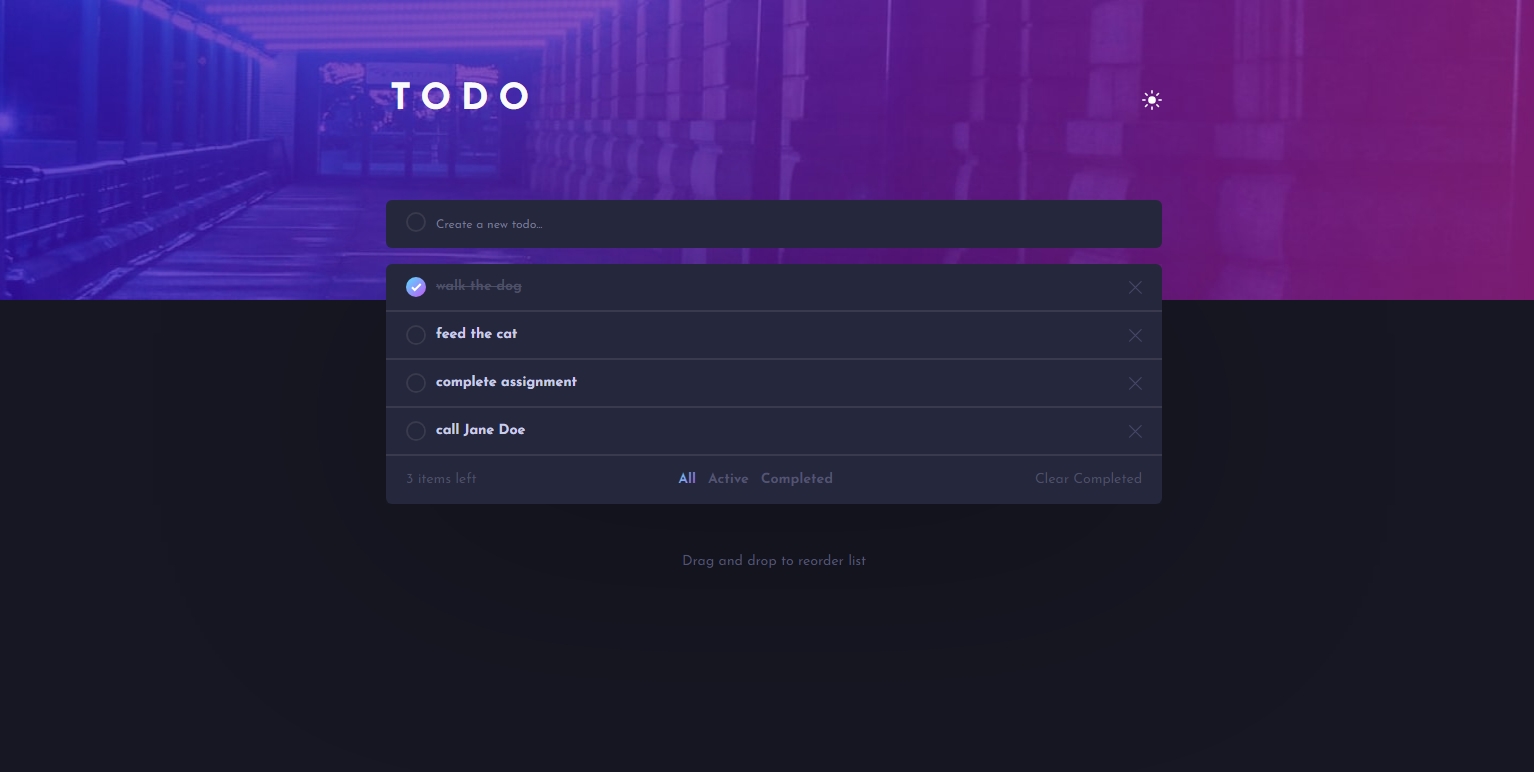 TODO
Create a new todo...
walk the dog
feed the cat
complete assignment
call Jane Doe
3 items left All Active Completed Clear Completed
Drag and drop to reorder list